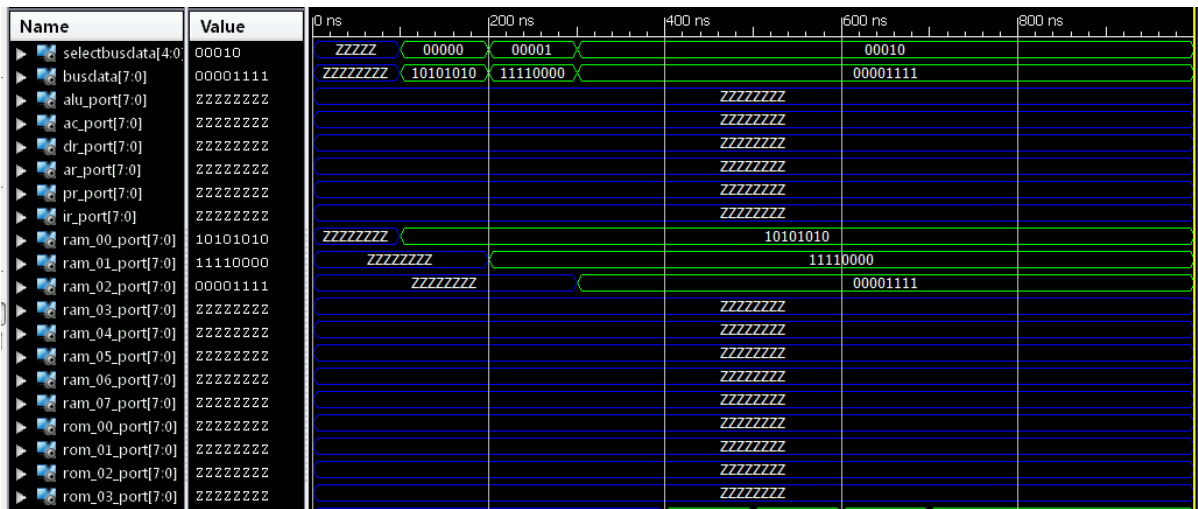 Name Value 0 ns 200 ns 400 ns 600 ns 800 ns
selectbusdata[4:0] 00010 ZZZZZ 00000 00001 00010
busdata[7:0] 00001111 ZZZZZZZZ 10101010 11110000 00001111
alu_port[7:0] ZZZZZZZZ ZZZZZZZZ
ac_port[7:0] ZZZZZZZZ ZZZZZZZZ
dr_port[7:0] ZZZZZZZZ ZZZZZZZZ
ar_port[7:0] ZZZZZZZZ ZZZZZZZZ
pr_port[7:0] ZZZZZZZZ ZZZZZZZZ
ir_port[7:0] ZZZZZZZZ ZZZZZZZZ
ram_00_port[7:0] 10101010 ZZZZZZZZ 10101010
ram_01_port[7:0] 11110000 ZZZZZZZZ 11110000
ram_02_port[7:0] 00001111 ZZZZZZZZ 00001111
ram_03_port[7:0] ZZZZZZZZ ZZZZZZZZ
ram_04_port[7:0] ZZZZZZZZ ZZZZZZZZ
ram_05_port[7:0] ZZZZZZZZ ZZZZZZZZ
ram_06_port[7:0] ZZZZZZZZ ZZZZZZZZ
ram_07_port[7:0] ZZZZZZZZ ZZZZZZZZ
rom_00_port[7:0] ZZZZZZZZ ZZZZZZZZ
rom_01_port[7:0] ZZZZZZZZ ZZZZZZZZ
rom_02_port[7:0] ZZZZZZZZ ZZZZZZZZ
rom_03_port[7:0] ZZZZZZZZ ZZZZZZZZ